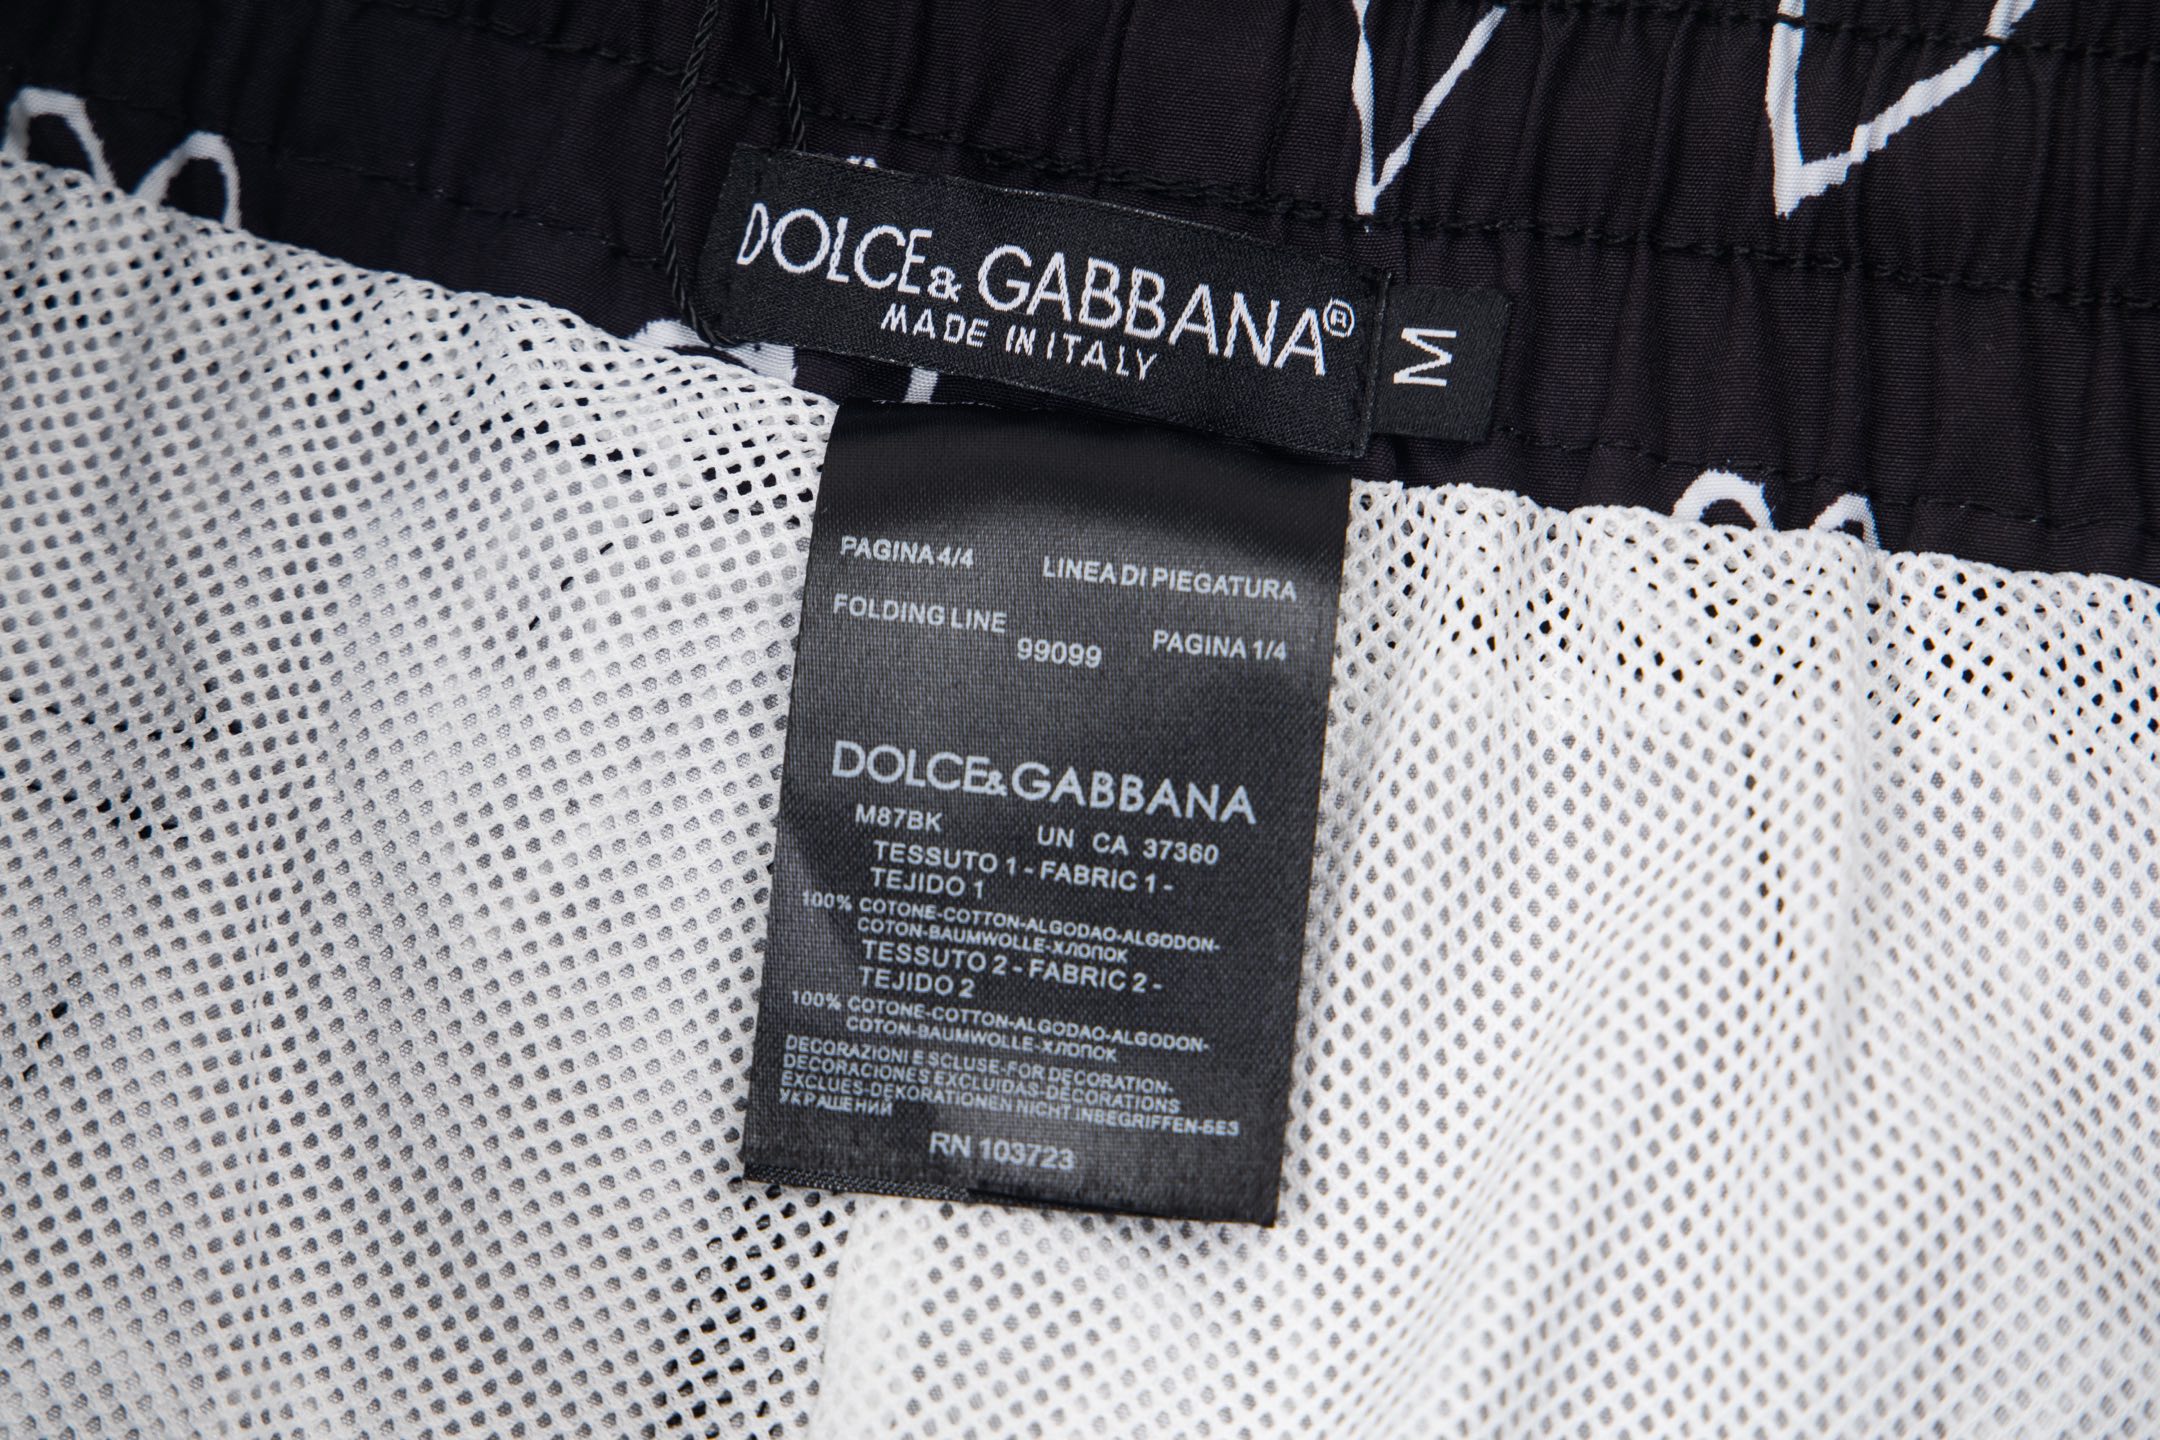 DOLCE&GABBANA®
MADE IN ITALY
M
PAGINA 4/4 LINEA DI PIEGATURA
FOLDING LINE
99099 PAGINA 1/4
DOLCE&GABBANA
M87BK UN CA 37360
TESSUTO 1 - FABRIC 1 -
TEJIDO 1
100% COTONE-COTTON-ALGODAO-ALGODON-
COTON-BAUMWOLLE-ХЛОПОК
TESSUTO 2 - FABRIC 2 -
TEJIDO 2
100% COTONE-COTTON-ALGODAO-ALGODON-
COTON-BAUMWOLLE-ХЛОПОК
DECORAZIONI ESCLUSE-FOR DECORATION-
DECORACIONES EXCLUIDAS-DECORATIONS
EXCLUES-DEKORATIONEN NICHT INBEGRIFFEN-БЕЗ
УКРАШЕНИЙ
RN 103723